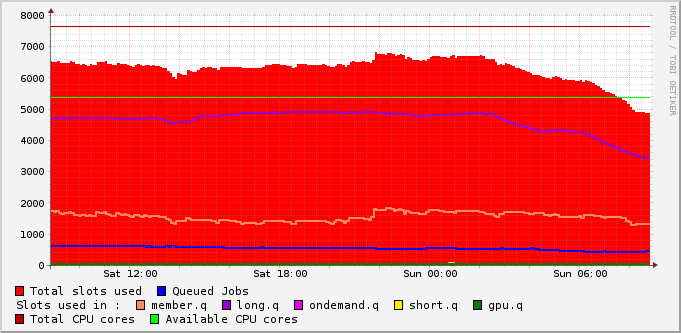 8000
7000
6000
5000
4000
3000
2000
1000
0
Sat 12:00 Sat 18:00 Sun 00:00 Sun 06:00
RRDTOOL / TOBI OETIKER
Total slots used Queued Jobs
Slots used in : member.q long.q ondemand.q short.q gpu.q
Total CPU cores Available CPU cores